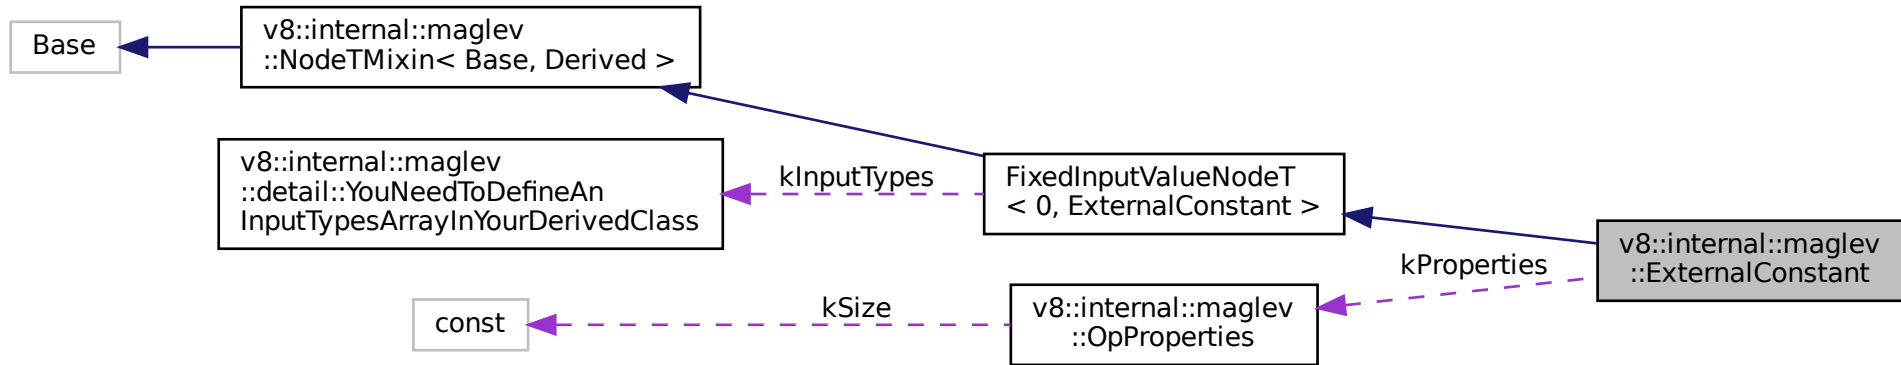 Base
v8::internal::maglev
::NodeTMixin< Base, Derived >
v8::internal::maglev
::detail::YouNeedToDefineAn
InputTypesArrayInYourDerivedClass
kInputTypes
FixedInputValueNodeT
< 0, ExternalConstant >
v8::internal::maglev
::ExternalConstant
kProperties
const
kSize
v8::internal::maglev
::OpProperties